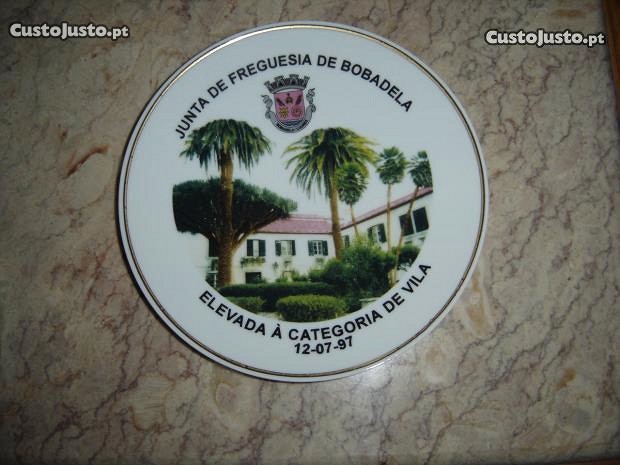 CustoJusto.pt
CustoJusto.pt
JUNTA DE FREGUESIA DE BOBADELA
ELEVADA À CATEGORIA DE VILA
12-07-97